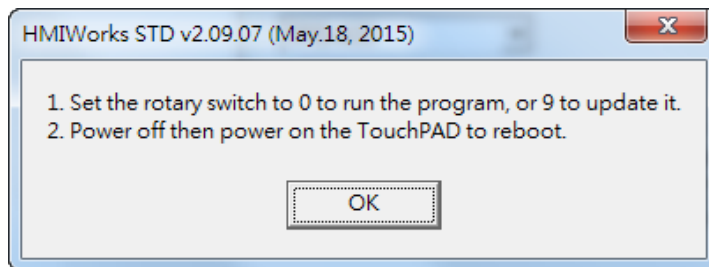 HMIWorks STD v2.09.07 (May.18, 2015)
1. Set the rotary switch to 0 to run the program, or 9 to update it.
2. Power off then power on the TouchPAD to reboot.
OK